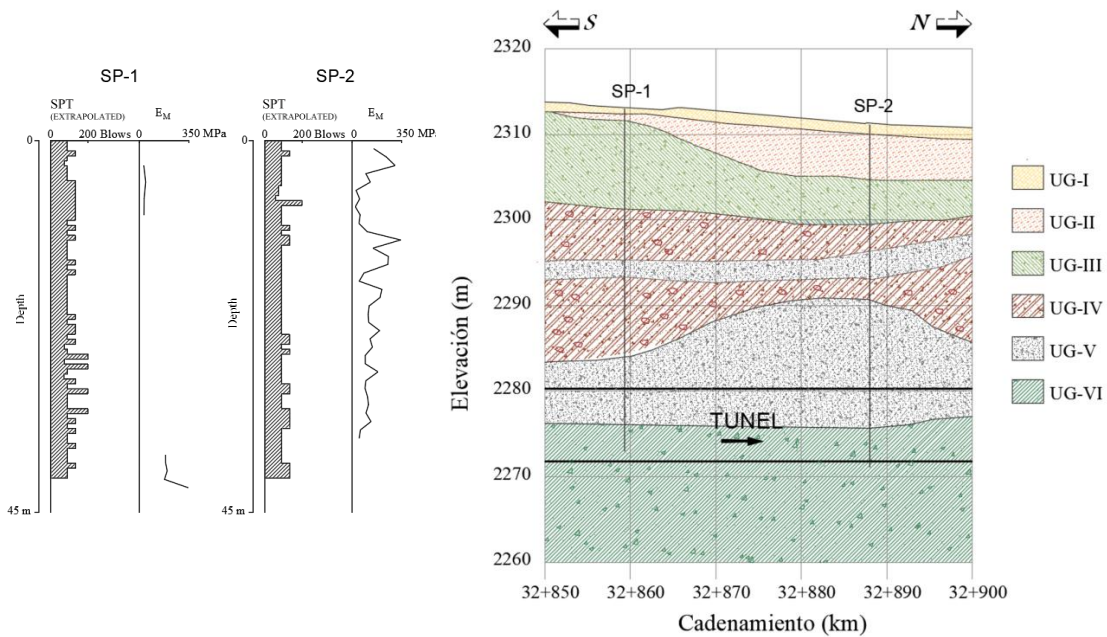 SP-1
SPT
(EXTRAPOLATED)
EM
0
200 Blows
0
350 MPa
0
Depth
45 m
SP-2
SPT
(EXTRAPOLATED)
EM
0
200 Blows
0
350 MPa
0
Depth
45 m
S
N
2320
2310
2300
2290
2280
2270
2260
Elevación (m)
SP-1
SP-2
TUNEL
32+850
32+860
32+870
32+880
32+890
32+900
Cadenamiento (km)
UG-I
UG-II
UG-III
UG-IV
UG-V
UG-VI